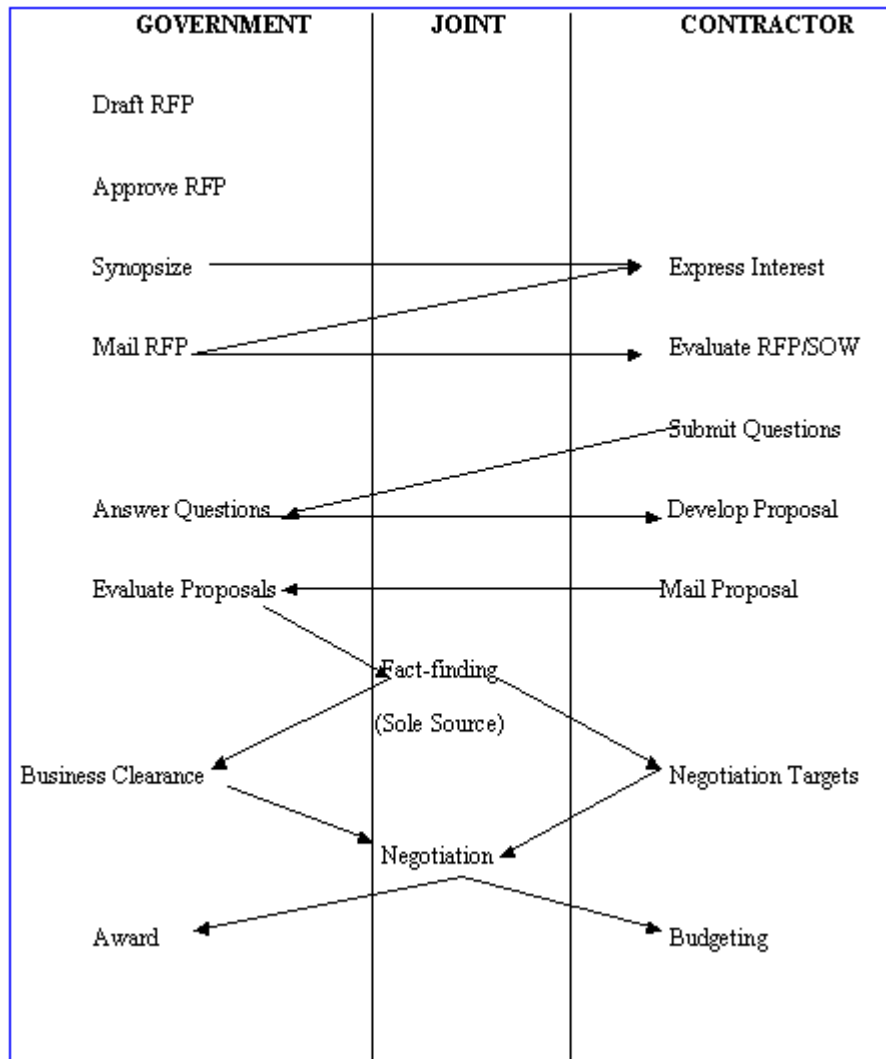 GOVERNMENT JOINT CONTRACTOR
Draft RFP
Approve RFP
Synopsize Express Interest
Mail RFP Evaluate RFP/SOW
Submit Questions
Answer Questions Develop Proposal
Evaluate Proposals Mail Proposal
Fact-finding
(Sole Source)
Business Clearance Negotiation Targets
Negotiation
Award Budgeting